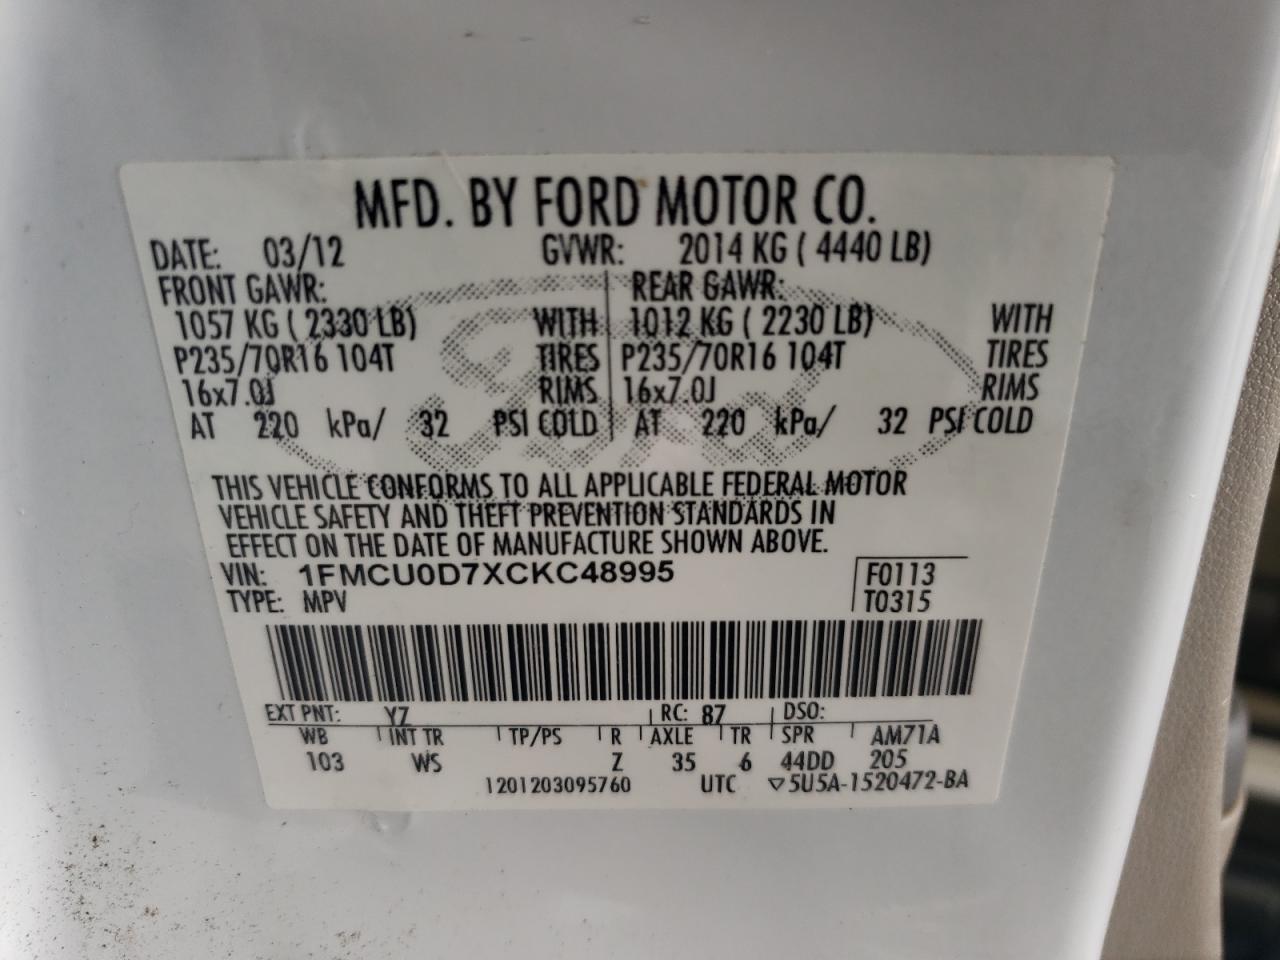 MFD. BY FORD MOTOR CO.
DATE: 03/12 GVWR: 2014 KG ( 4440 LB)
FRONT GAWR: REAR GAWR:
1057 KG ( 2330 LB) WITH 1012 KG ( 2230 LB) WITH
P235/70R16 104T TIRES P235/70R16 104T TIRES
16x7.0J RIMS 16x7.0J RIMS
AT 220 kPa/ 32 PSI COLD AT 220 kPa/ 32 PSI COLD
Ford
THIS VEHICLE CONFORMS TO ALL APPLICABLE FEDERAL MOTOR
VEHICLE SAFETY AND THEFT PREVENTION STANDARDS IN
EFFECT ON THE DATE OF MANUFACTURE SHOWN ABOVE.
VIN: 1FMCU0D7XCKC48995 F0113
TYPE: MPV T0315
EXT PNT: YZ RC: 87 DSO:
WB INT TR TP/PS R AXLE TR SPR AM71A
103 WS Z 35 6 44DD 205
1201203095760 UTC ▽5U5A-1520472-BA